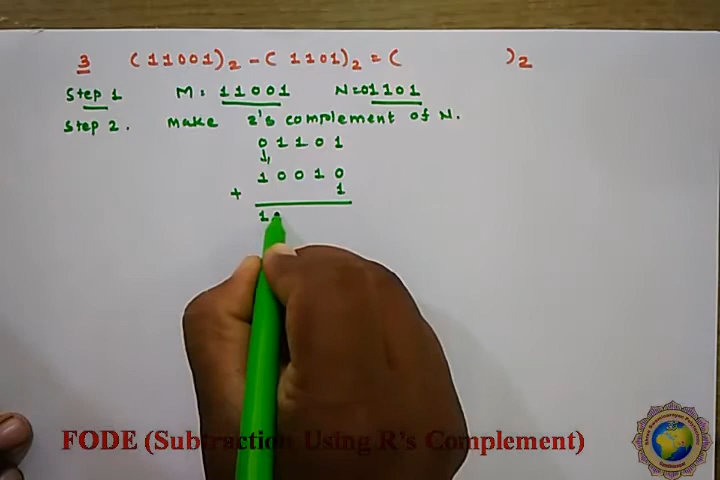 3 (11001)₂ - (1101)₂ = ( )₂
Step 1 M: 11001 N=01101
Step 2. Make 2's complement of N.
01101
↓
10010
+ 1
10
FODE (Subtraction Using R's Complement)